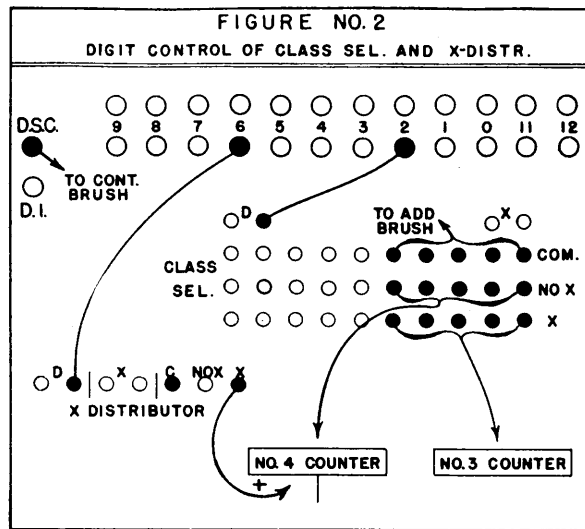 FIGURE NO. 2
DIGIT CONTROL OF CLASS SEL. AND X-DISTR.
D.S.C.
9 8 7 6 5 4 3 2 1 0 11 12
TO CONT.
BRUSH
D.I.
D
TO ADD
BRUSH
X
CLASS
SEL.
COM.
NO X
X
D X C NOX X
X DISTRIBUTOR
NO. 4 COUNTER
NO. 3 COUNTER
+